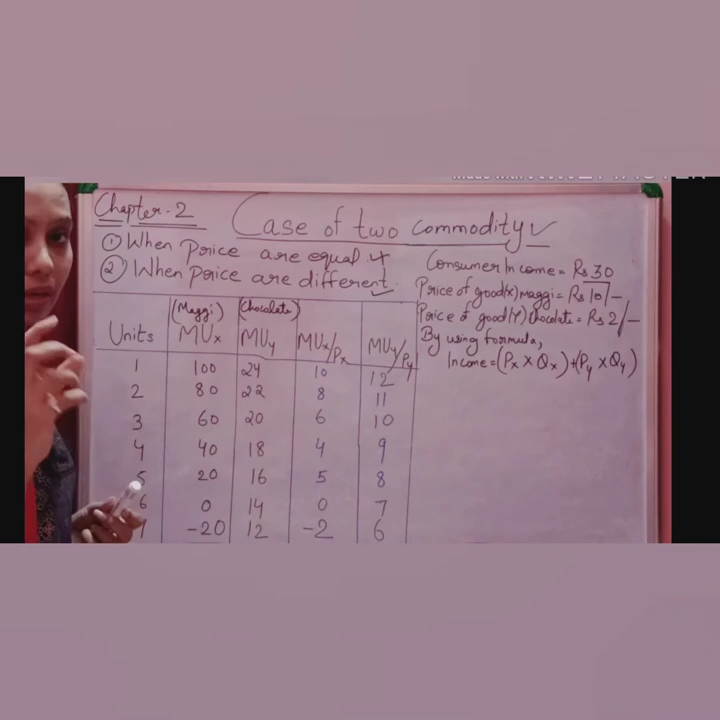 Chapter-2
Case of two commodity ✓
① When Price are equal
② When Price are different
Consumer Income = Rs 30
Price of good(x) maggi = Rs 10/-
Price of good(Y) chocolate = Rs 2/-
By using formula,
Income = (Px × Qx) + (Py × Qy)
(Maggi) (Chocolate)
Units MUx MUy MUx/Px MUy/Py
1 100 24 10 12
2 80 22 8 11
3 60 20 6 10
4 40 18 4 9
5 20 16 5 8
6 0 14 0 7
-20 12 -2 6